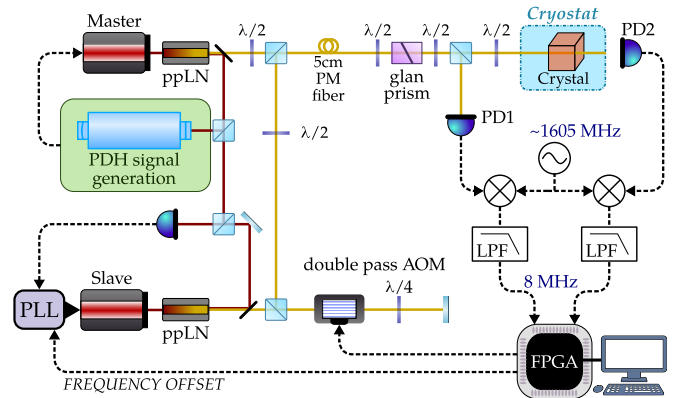 Master
λ/2
λ/2
λ/2
λ/2
Cryostat
PD2
ppLN
5cm
PM
fiber
glan
prism
Crystal
PD1
λ/2
~1605 MHz
PDH signal
generation
LPF
LPF
Slave
double pass AOM
8 MHz
λ/4
PLL
ppLN
FPGA
FREQUENCY OFFSET